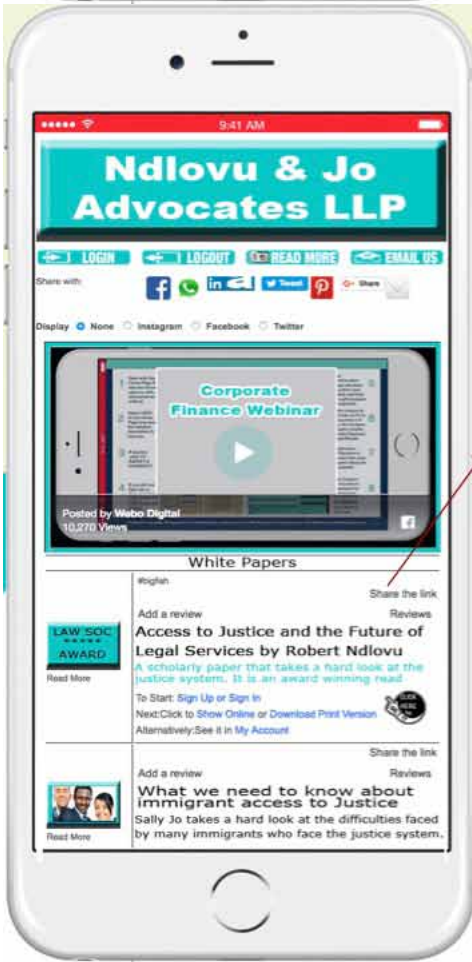 9:41 AM
Ndlovu & Jo
Advocates LLP
LOGIN
LOGOUT
READ MORE
EMAIL US
Share with:
in
Tweet
G+ Share
Display None Instagram Facebook Twitter
Corporate
Finance Webinar
Posted by Webo Digital
10,270 Views
White Papers
#bigfish
Share the link
Add a review
Reviews
LAW SOC
AWARD
Read More
Access to Justice and the Future of
Legal Services by Robert Ndlovu
A scholarly paper that takes a hard look at the
justice system. It is an award winning read
To Start: Sign Up or Sign In
Next:Click to Show Online or Download Print Version
Alternatively:See it in My Account
CLICK
HERE
Share the link
Add a review
Reviews
Read More
What we need to know about
immigrant access to Justice
Sally Jo takes a hard look at the difficulties faced
by many immigrants who face the justice system.